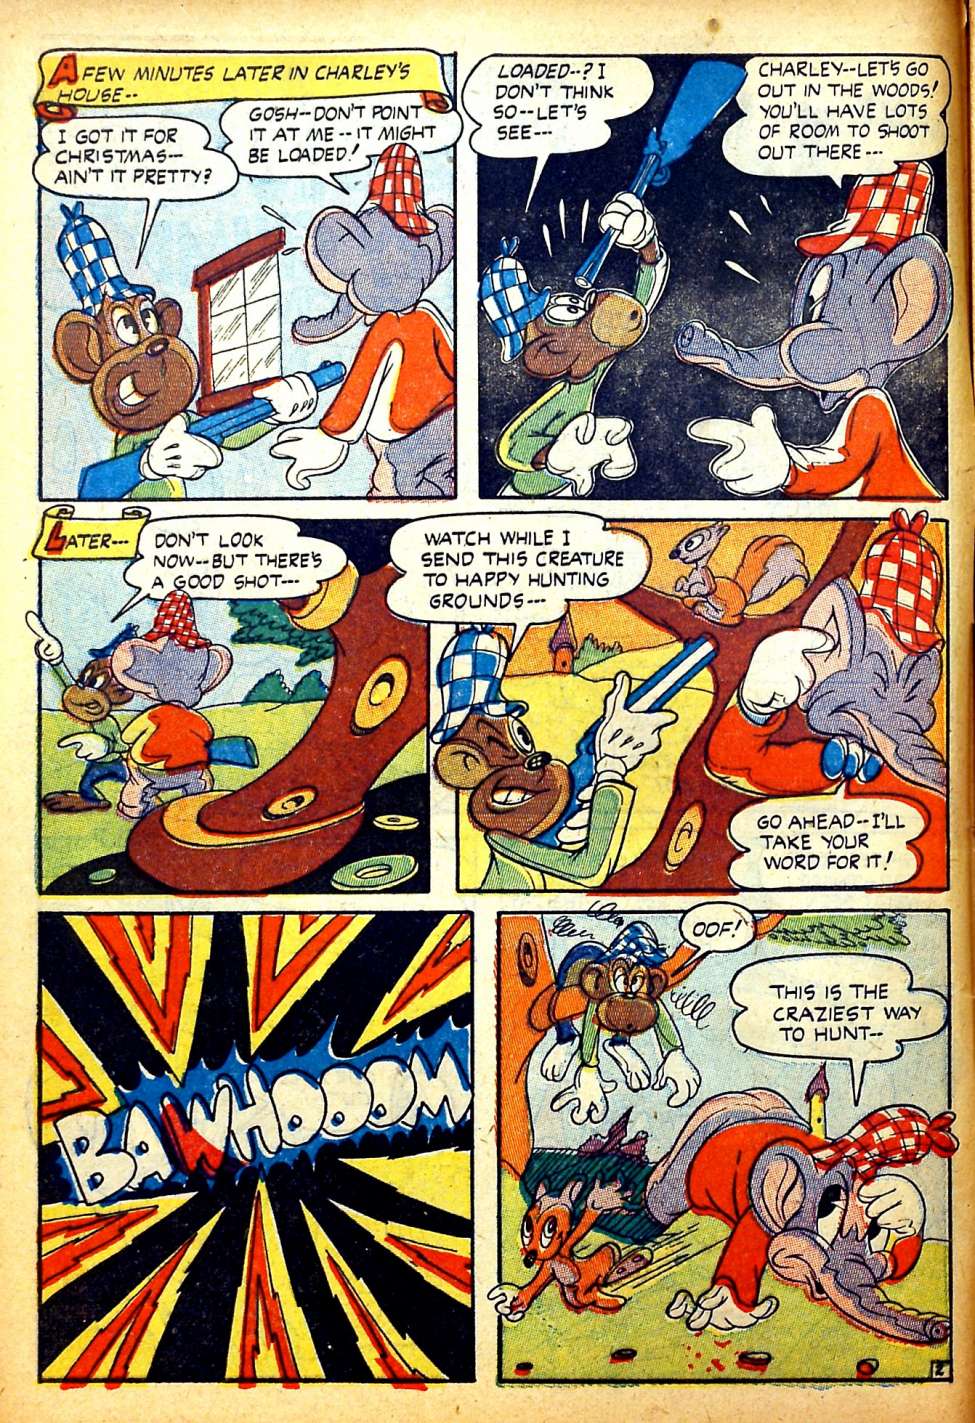 A FEW MINUTES LATER IN CHARLEY'S
HOUSE--
I GOT IT FOR
CHRISTMAS--
AIN'T IT PRETTY?
GOSH--DON'T POINT
IT AT ME--IT MIGHT
BE LOADED!
LOADED--? I
DON'T THINK
SO--LET'S
SEE---
CHARLEY--LET'S GO
OUT IN THE WOODS!
YOU'LL HAVE LOTS
OF ROOM TO SHOOT
OUT THERE---
LATER---
DON'T LOOK
NOW--BUT THERE'S
A GOOD SHOT---
WATCH WHILE I
SEND THIS CREATURE
TO HAPPY HUNTING
GROUNDS---
GO AHEAD--I'LL
TAKE YOUR
WORD FOR IT!
BAWHOOOM
OOF!
THIS IS THE
CRAZIEST WAY
TO HUNT--
2